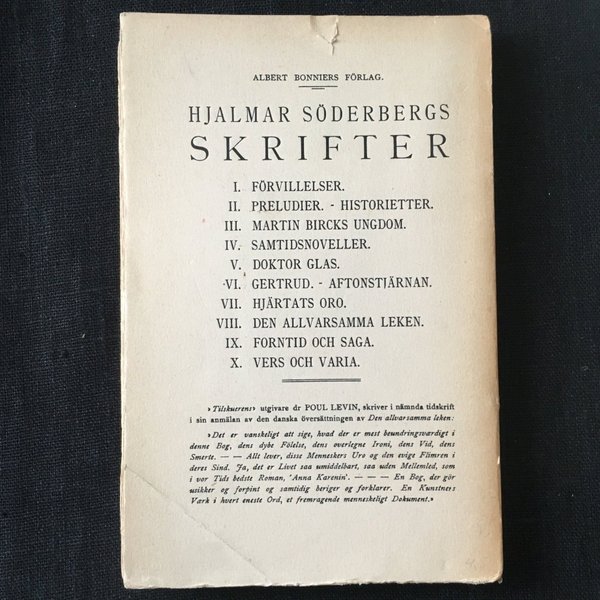 ALBERT BONNIERS FÖRLAG.
HJALMAR SÖDERBERGS
SKRIFTER
I. FÖRVILLELSER.
II. PRELUDIER. - HISTORIETTER.
III. MARTIN BIRCKS UNGDOM.
IV. SAMTIDSNOVELLER.
V. DOKTOR GLAS.
VI. GERTRUD. - AFTONSTJÄRNAN.
VII. HJÄRTATS ORO.
VIII. DEN ALLVARSAMMA LEKEN.
IX. FORNTID OCH SAGA.
X. VERS OCH VARIA.
»Tilskueren» utgivare dr POUL LEVIN, skriver i nämnda tidskrift
i sin anmälan av den danska översättningen av Den allvarsamma leken:
»Det er vanskeligt att sige, hvad der er mest beundringsværdigt i
denne Bog, dens dybe Fölelse, dens overlegne Ironi, dens Vid, dens
Smerte. — — Allt lever, disse Menneskers Uro og den evige Flimren i
deres Sind. Ja, det er Livet saa umiddelbart, saa uden Mellemled, som
i vor Tids bedste Roman, 'Anna Karenin'. — — — En Bog, der gör
usikker og forpint og samtidig beriger og forklarer. En Kunstners
Værk i hvert eneste Ord, et fremragende menneskeligt Dokument.»